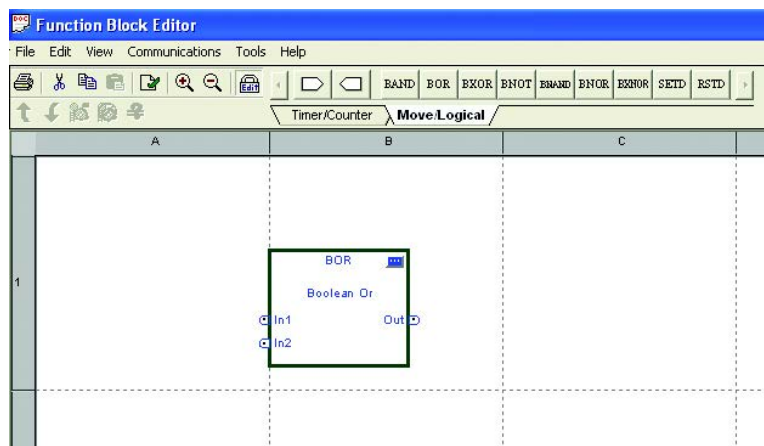 Function Block Editor
File Edit View Communications Tools Help
BAND BOR BXOR BNOT BNAND BNOR BXNOR SETD RSTD
Timer/Counter Move/Logical
A B C
1
BOR
Boolean Or
In1 Out
In2